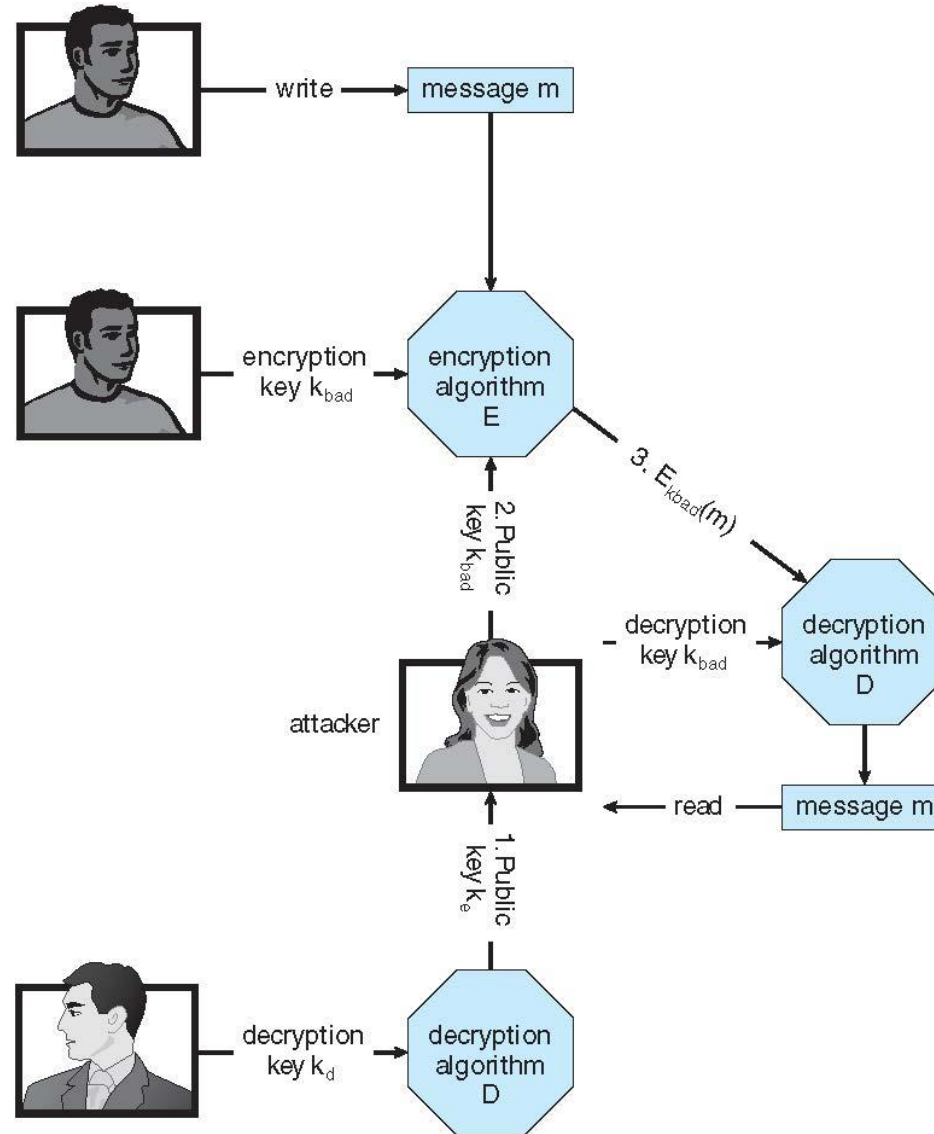 write
message m
encryption
key k_bad
encryption
algorithm
E
3. E_kbad(m)
2. Public
key k_bad
decryption
key k_bad
decryption
algorithm
D
attacker
read
message m
1. Public
key k_e
decryption
key k_d
decryption
algorithm
D